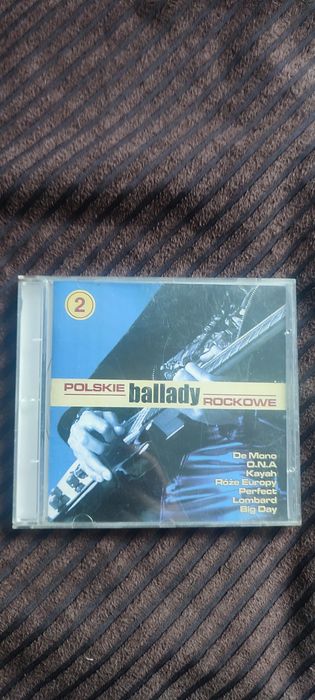 2
POLSKIE ballady ROCKOWE
De Mono
O.N.A
Kayah
Róże Europy
Perfect
Lombard
Big Day